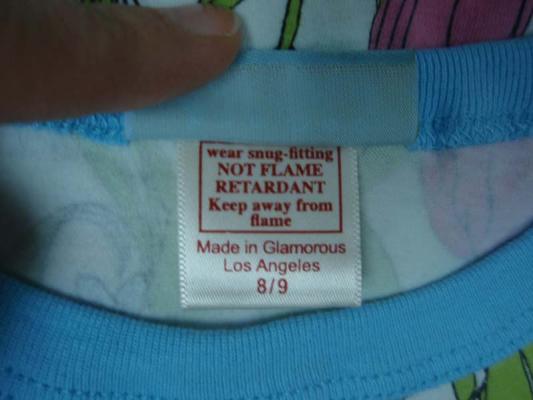 wear snug-fitting
NOT FLAME
RETARDANT
Keep away from
flame
Made in Glamorous
Los Angeles
8/9